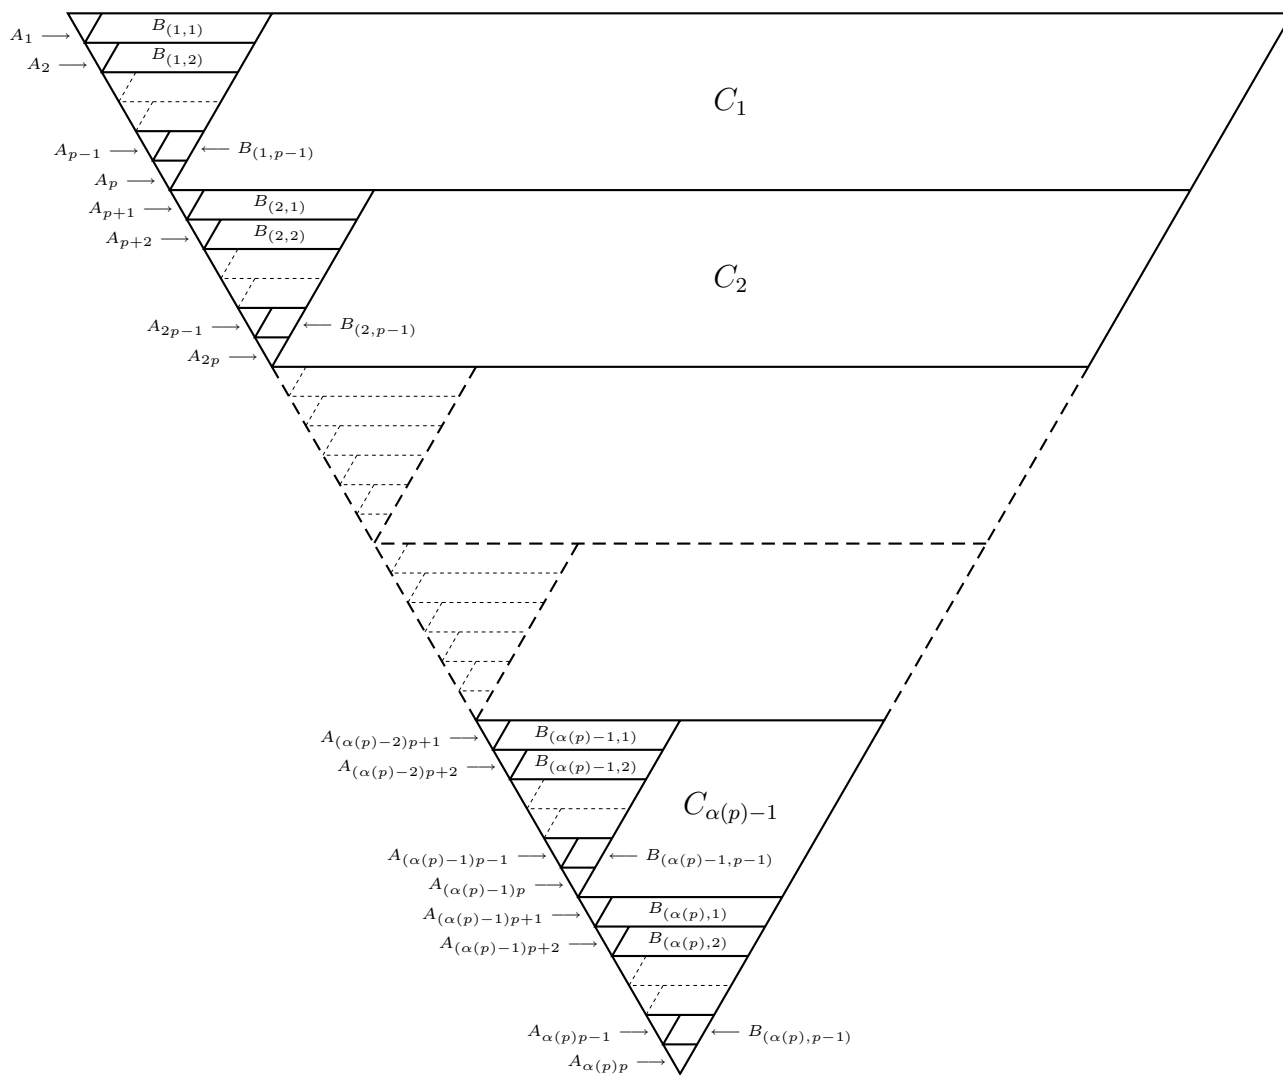 A_1 → B_{(1,1)}
A_2 → B_{(1,2)}
C_1
A_{p−1} → ← B_{(1,p−1)}
A_p →
A_{p+1} → B_{(2,1)}
A_{p+2} → B_{(2,2)}
C_2
A_{2p−1} → ← B_{(2,p−1)}
A_{2p} →
A_{(α(p)−2)p+1} → B_{(α(p)−1,1)}
A_{(α(p)−2)p+2} → B_{(α(p)−1,2)}
C_{α(p)−1}
A_{(α(p)−1)p−1} → ← B_{(α(p)−1,p−1)}
A_{(α(p)−1)p} →
A_{(α(p)−1)p+1} → B_{(α(p),1)}
A_{(α(p)−1)p+2} → B_{(α(p),2)}
A_{α(p)p−1} → ← B_{(α(p),p−1)}
A_{α(p)p} →